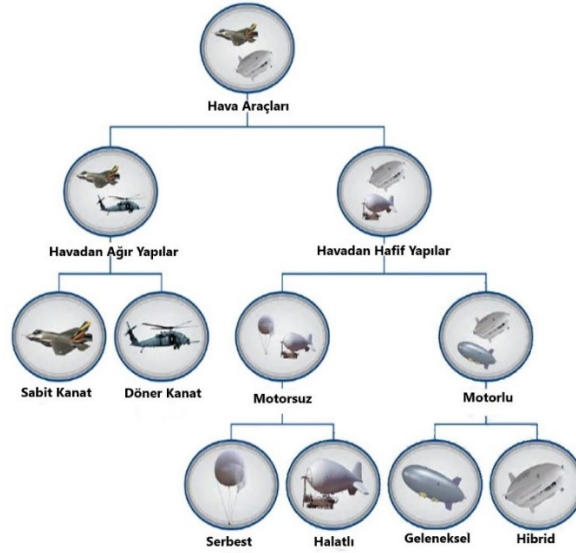 Hava Araçları
Havadan Ağır Yapılar
Havadan Hafif Yapılar
Sabit Kanat
Döner Kanat
Motorsuz
Motorlu
Serbest
Halatlı
Geleneksel
Hibrid